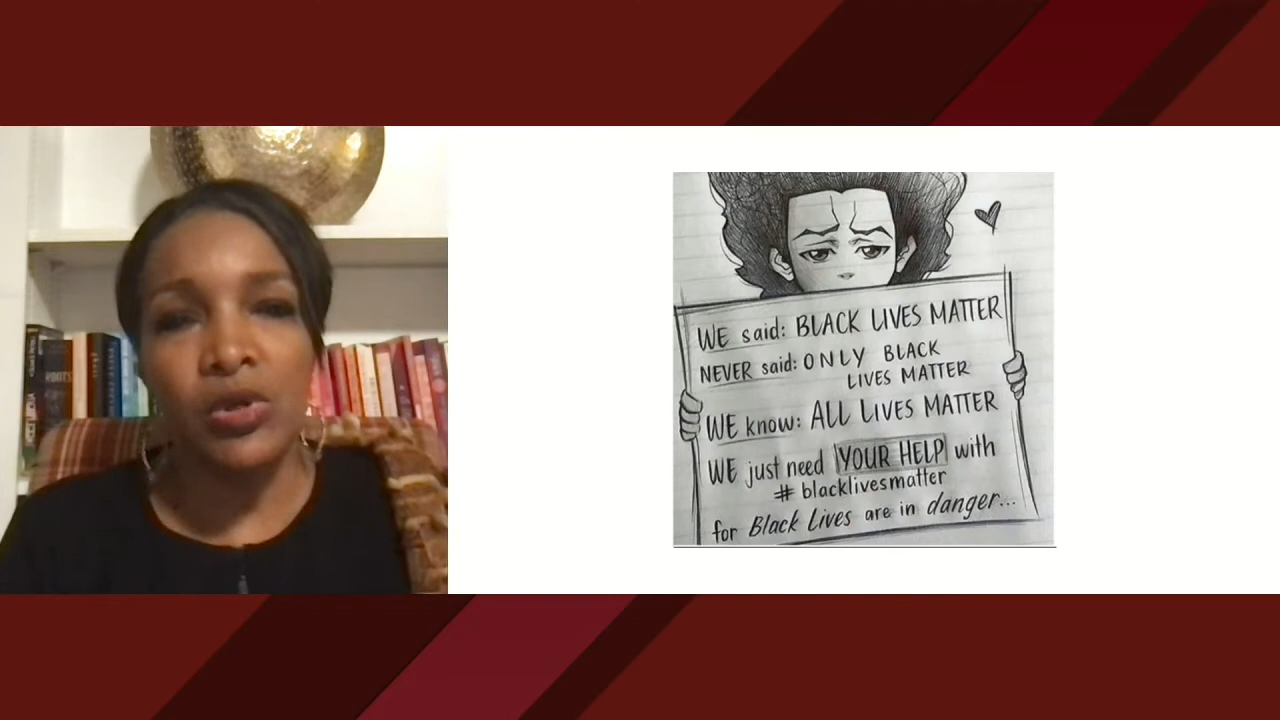 ROOTS
WE said: BLACK LIVES MATTER
NEVER said: ONLY BLACK
LIVES MATTER
WE know: ALL LIVES MATTER
WE just need YOUR HELP with
# blacklivesmatter
for Black Lives are in danger...